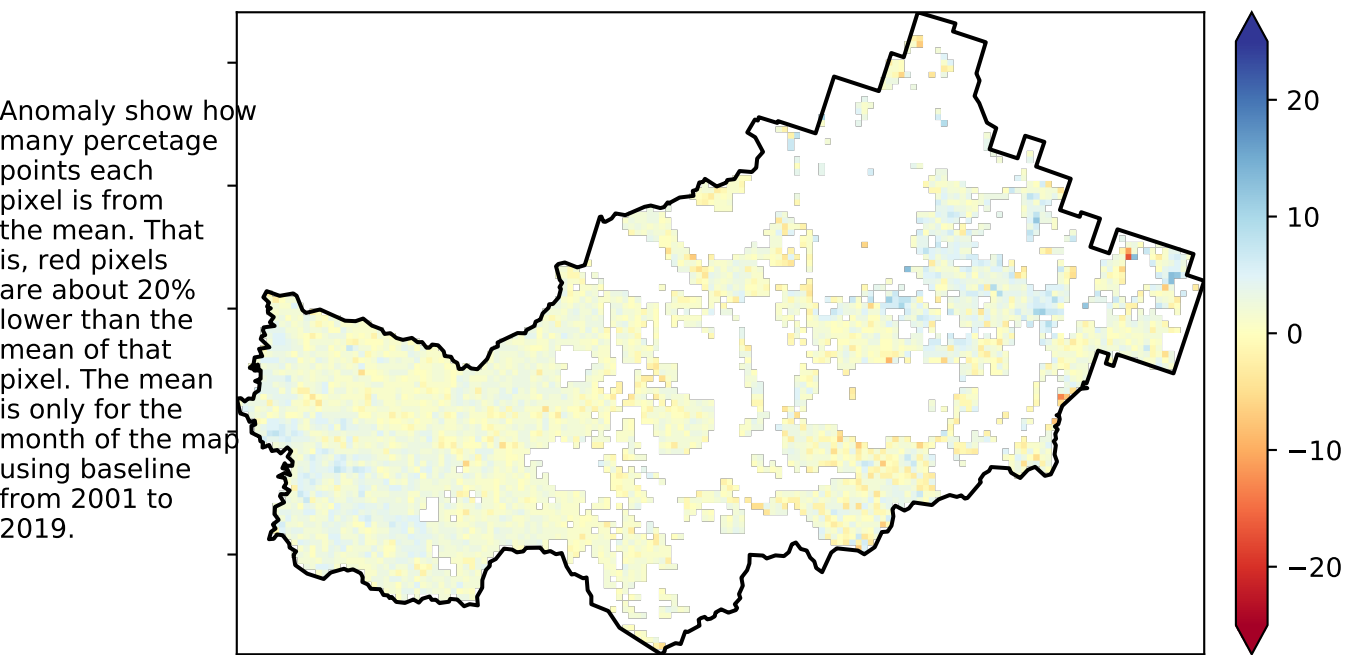 Anomaly show how
many percetage
points each
pixel is from
the mean. That
is, red pixels
are about 20%
lower than the
mean of that
pixel. The mean
is only for the
month of the map
using baseline
from 2001 to
2019.
20
10
0
−10
−20